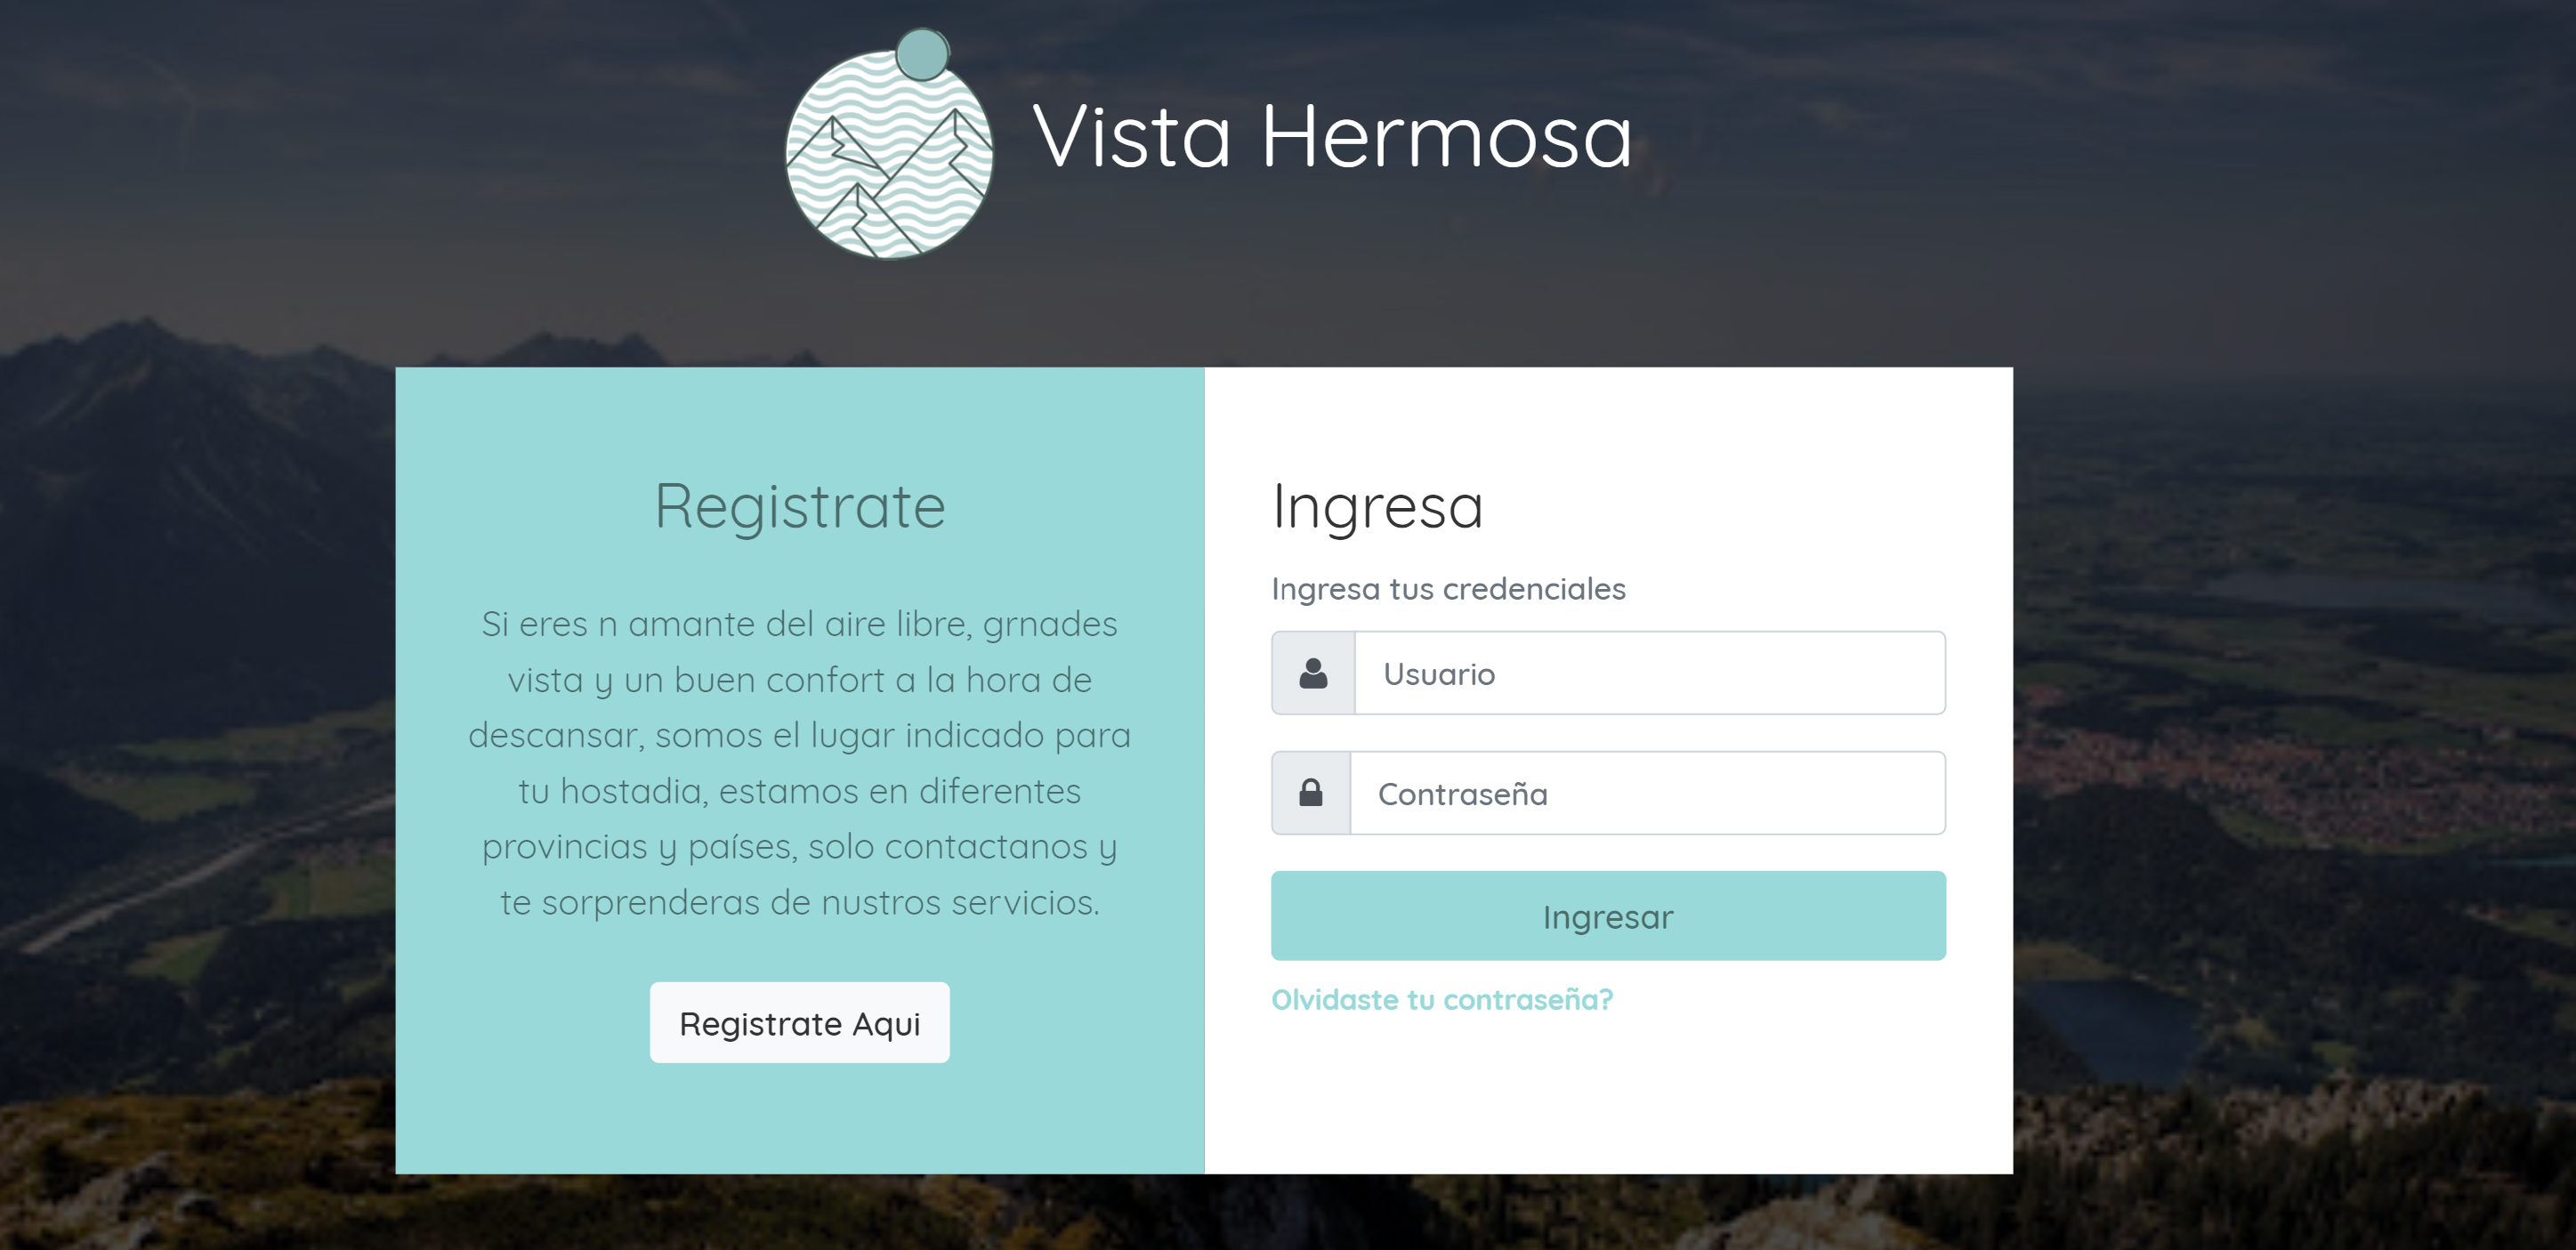 Vista Hermosa
Registrate
Si eres n amante del aire libre, grnades
vista y un buen confort a la hora de
descansar, somos el lugar indicado para
tu hostadia, estamos en diferentes
provincias y países, solo contactanos y
te sorprenderas de nustros servicios.
Registrate Aqui
Ingresa
Ingresa tus credenciales
Usuario
Contraseña
Ingresar
Olvidaste tu contraseña?